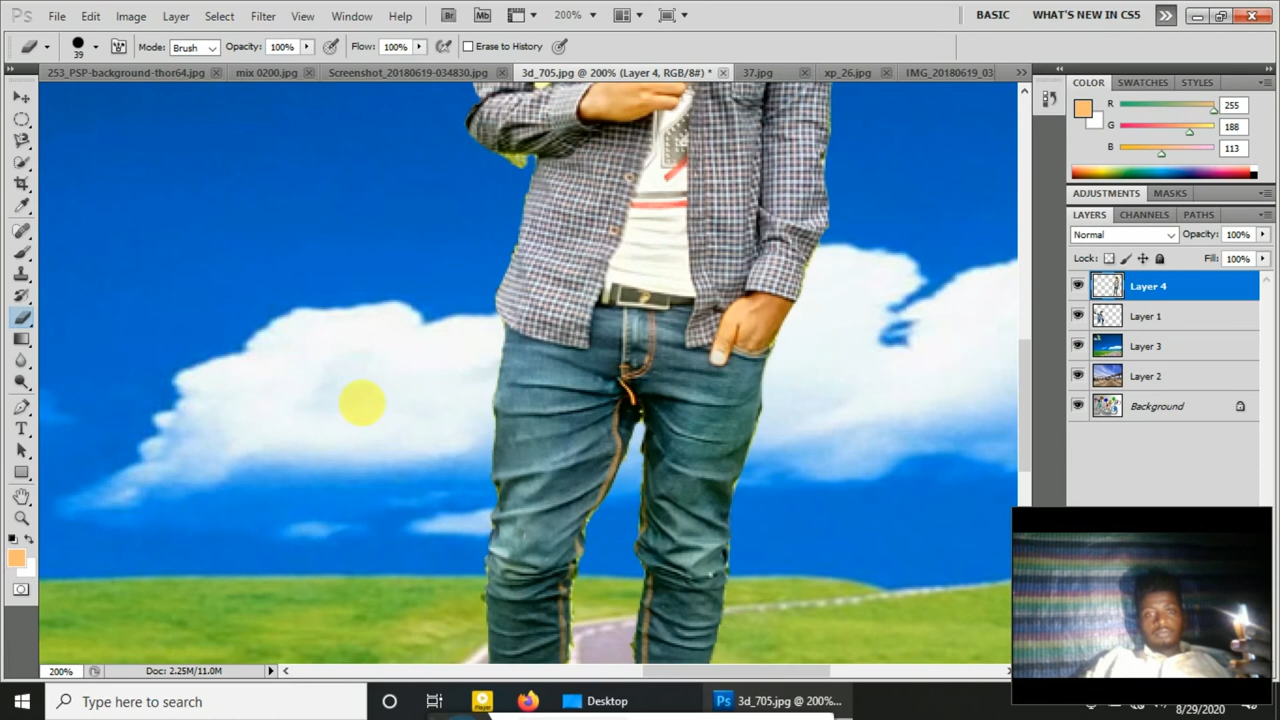 Ps File Edit Image Layer Select Filter View Window Help Br Mb 200% BASIC WHAT'S NEW IN CS5
39 Mode: Brush Opacity: 100% Flow: 100% Erase to History
253_PSP-background-thor64.jpg mix 0200.jpg Screenshot_20180619-034830.jpg 3d_705.jpg @ 200% (Layer 4, RGB/8#) * 37.jpg xp_26.jpg IMG_20180619_03
COLOR SWATCHES STYLES
R 255
G 188
B 113
ADJUSTMENTS MASKS
LAYERS CHANNELS PATHS
Normal Opacity: 100%
Lock: Fill: 100%
Layer 4
Layer 1
Layer 3
Layer 2
Background
200% Doc: 2.25M/11.0M
Type here to search Player Desktop Ps 3d_705.jpg @ 200%...
8/29/2020